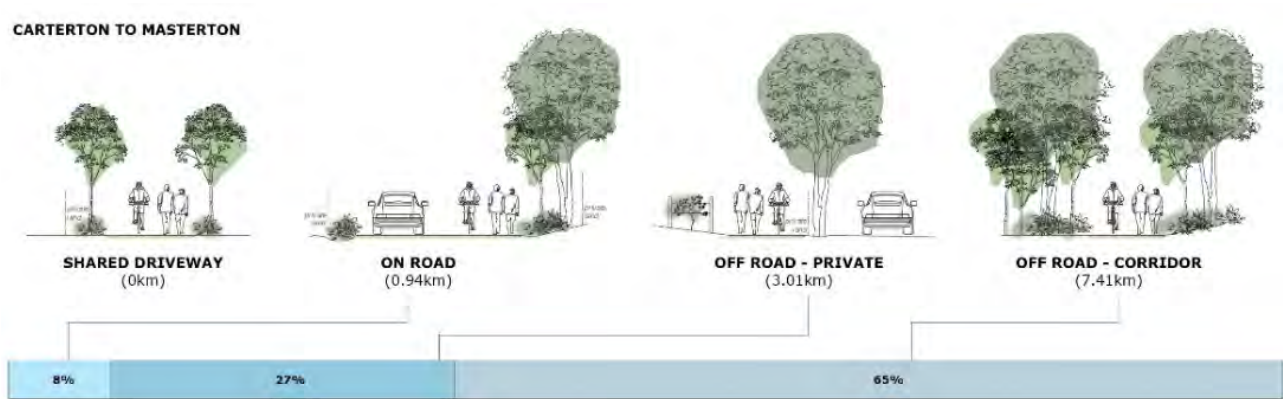 CARTERTON TO MASTERTON
SHARED DRIVEWAY
(0km)
ON ROAD
(0.94km)
OFF ROAD - PRIVATE
(3.01km)
OFF ROAD - CORRIDOR
(7.41km)
8%
27%
65%